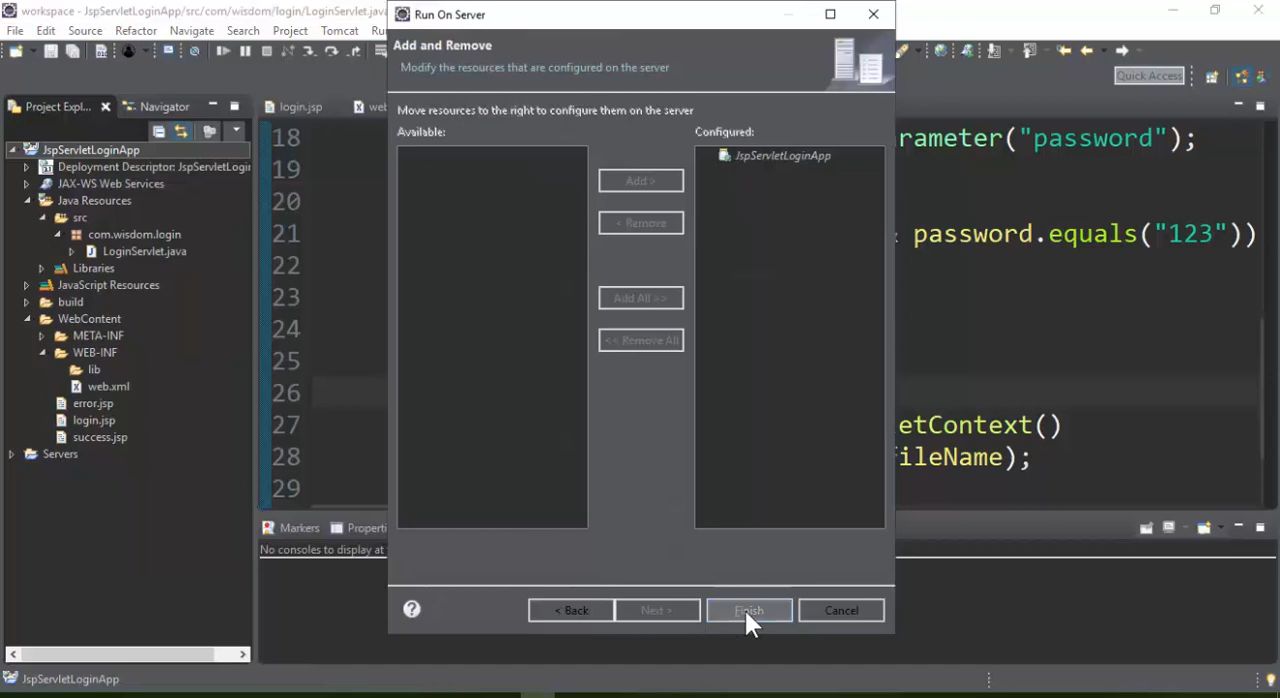 workspace - JspServletLoginApp/src/com/wisdom/login/LoginServlet.java
File Edit Source Refactor Navigate Search Project Tomcat
Quick Access
Project Expl...
Navigator
JspServletLoginApp
Deployment Descriptor: JspServletLogin
JAX-WS Web Services
Java Resources
src
com.wisdom.login
LoginServlet.java
Libraries
JavaScript Resources
build
WebContent
META-INF
WEB-INF
lib
web.xml
error.jsp
login.jsp
success.jsp
Servers
JspServletLoginApp
login.jsp
18
19
20
21
22
23
24
25
26
27
28
29
rameter("password");
password.equals("123"))
etContext()
ileName);
Markers
Properti
No consoles to display at
Run On Server
Add and Remove
Modify the resources that are configured on the server
Move resources to the right to configure them on the server
Available:
Configured:
JspServletLoginApp
Add >
< Remove
Add All >>
<< Remove All
?
< Back
Next >
Finish
Cancel